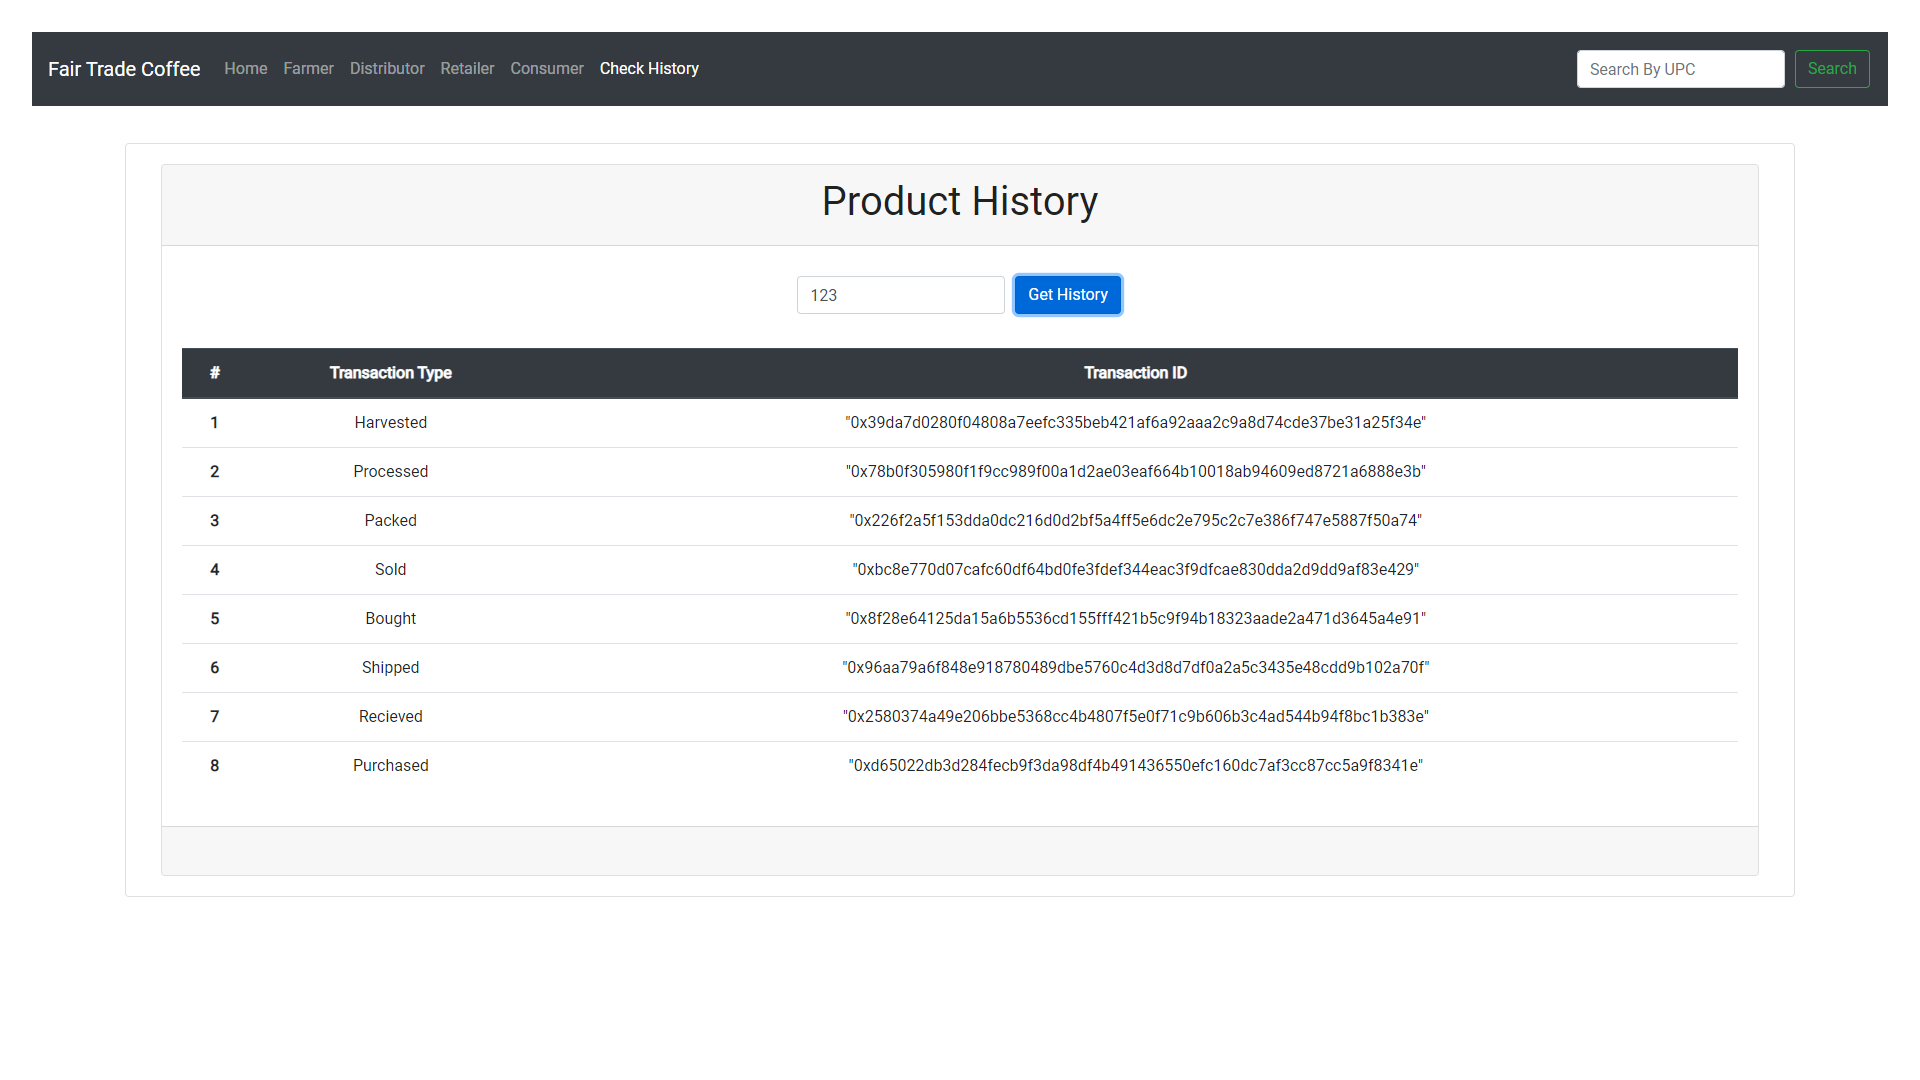 Fair Trade Coffee Home Farmer Distributor Retailer Consumer Check History Search By UPC Search
Product History
123 Get History
# Transaction Type Transaction ID
1 Harvested "0x39da7d0280f04808a7eefc335beb421af6a92aaa2c9a8d74cde37be31a25f34e"
2 Processed "0x78b0f305980f1f9cc989f00a1d2ae03eaf664b10018ab94609ed8721a6888e3b"
3 Packed "0x226f2a5f153dda0dc216d0d2bf5a4ff5e6dc2e795c2c7e386f747e5887f50a74"
4 Sold "0xbc8e770d07cafc60df64bd0fe3fdef344eac3f9dfcae830dda2d9dd9af83e429"
5 Bought "0x8f28e64125da15a6b5536cd155fff421b5c9f94b18323aade2a471d3645a4e91"
6 Shipped "0x96aa79a6f848e918780489dbe5760c4d3d8d7df0a2a5c3435e48cdd9b102a70f"
7 Recieved "0x2580374a49e206bbe5368cc4b4807f5e0f71c9b606b3c4ad544b94f8bc1b383e"
8 Purchased "0xd65022db3d284fecb9f3da98df4b491436550efc160dc7af3cc87cc5a9f8341e"